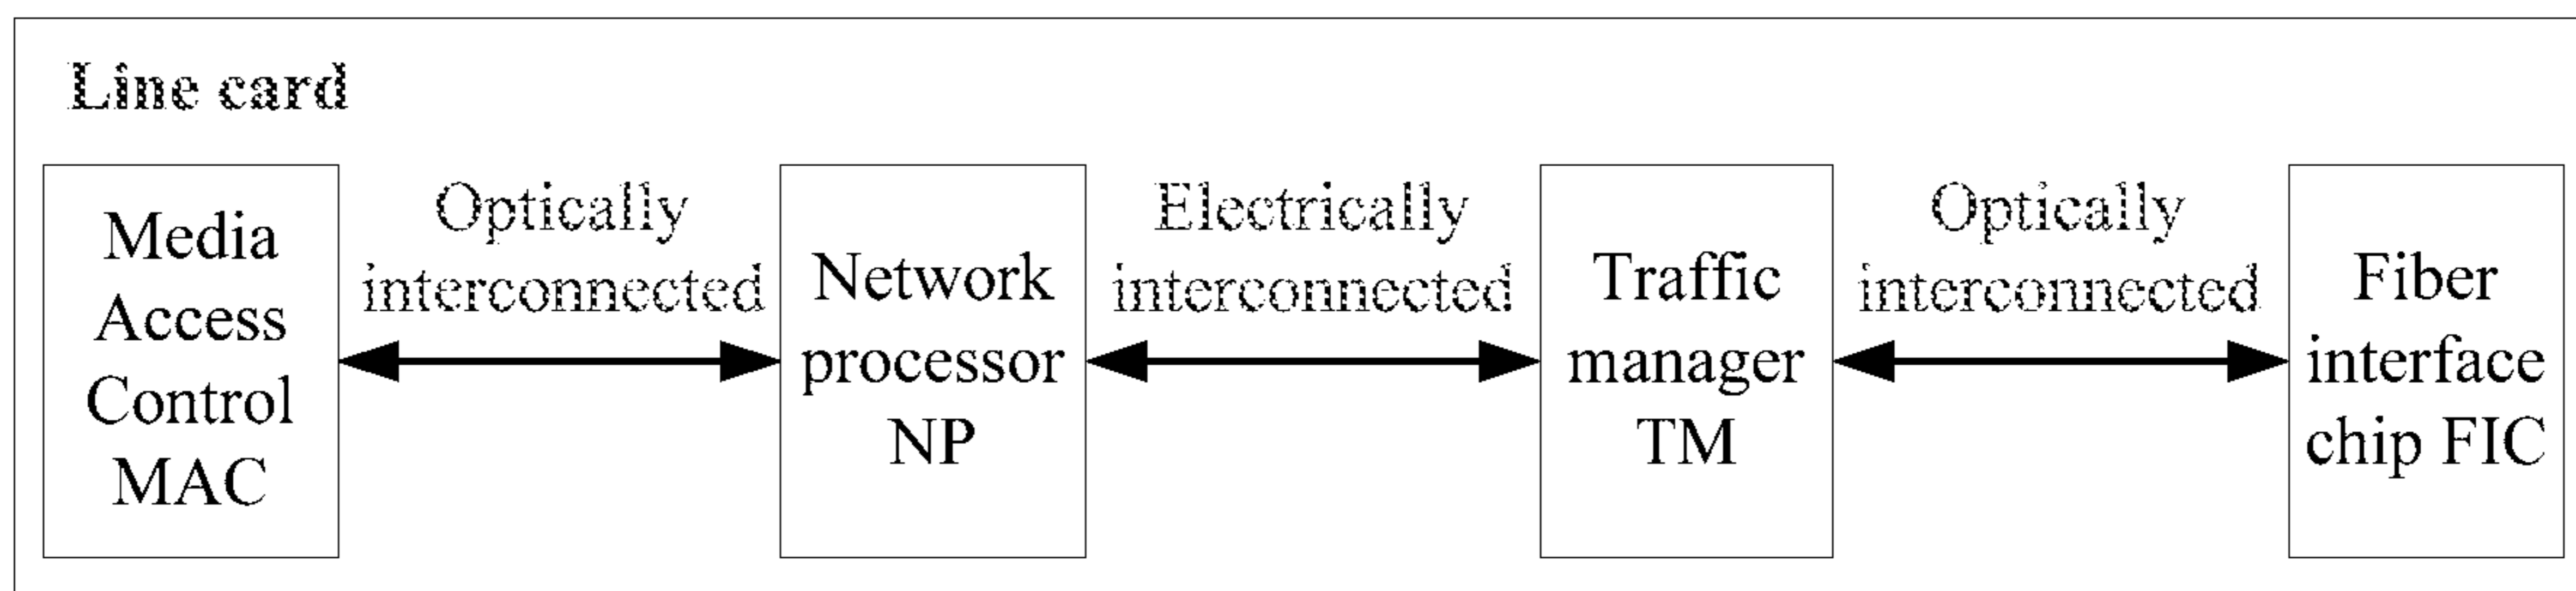 Line card
Media
Access
Control
MAC
Optically
interconnected
Network
processor
NP
Electrically
interconnected
Traffic
manager
TM
Optically
interconnected
Fiber
interface
chip FIC